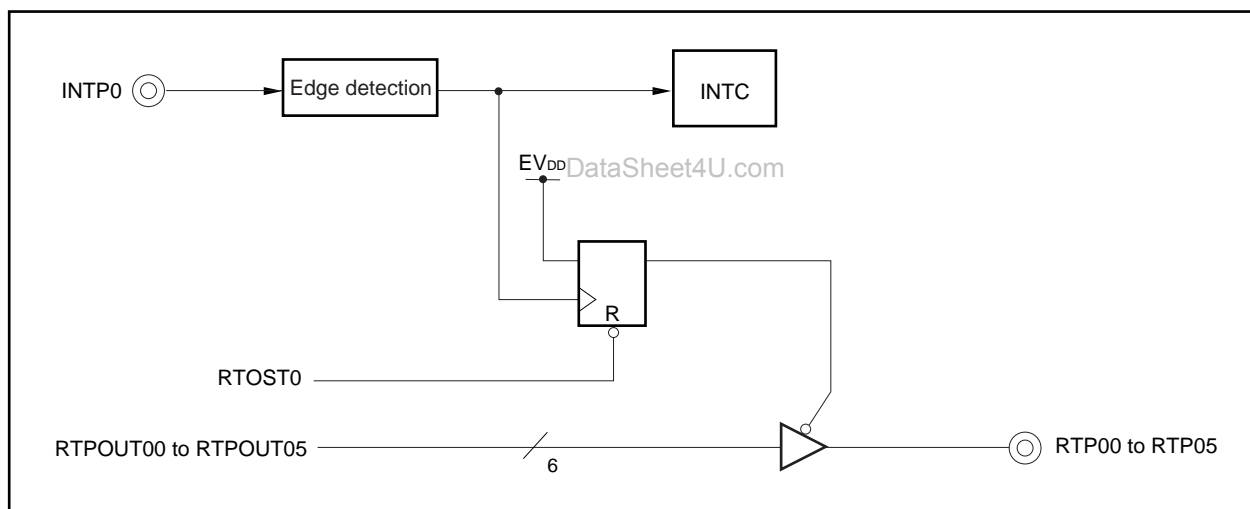 INTP0
Edge detection
INTC
EVDD
DataSheet4U.com
R
RTOST0
RTPOUT00 to RTPOUT05
6
RTP00 to RTP05